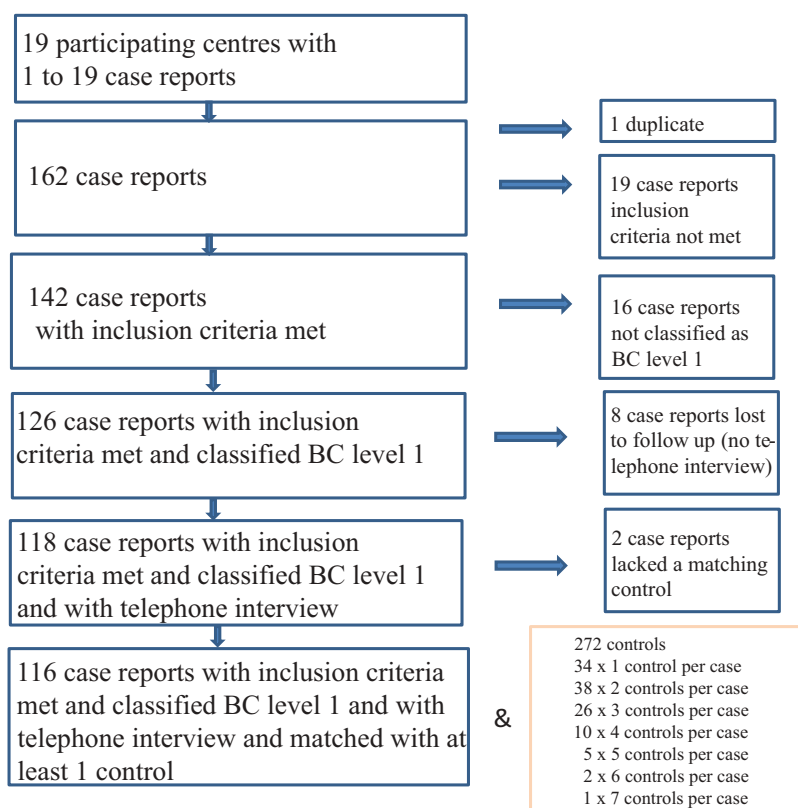 19 participating centres with
1 to 19 case reports
1 duplicate
162 case reports
19 case reports
inclusion
criteria not met
142 case reports
with inclusion criteria met
16 case reports
not classified as
BC level 1
126 case reports with inclusion
criteria met and classified BC level 1
8 case reports lost
to follow up (no te-
lephone interview)
118 case reports with inclusion
criteria met and classified BC level 1
and with telephone interview
2 case reports
lacked a matching
control
116 case reports with inclusion criteria
met and classified BC level 1 and with
telephone interview and matched with at
least 1 control
&
272 controls
34 x 1 control per case
38 x 2 controls per case
26 x 3 controls per case
10 x 4 controls per case
5 x 5 controls per case
2 x 6 controls per case
1 x 7 controls per case